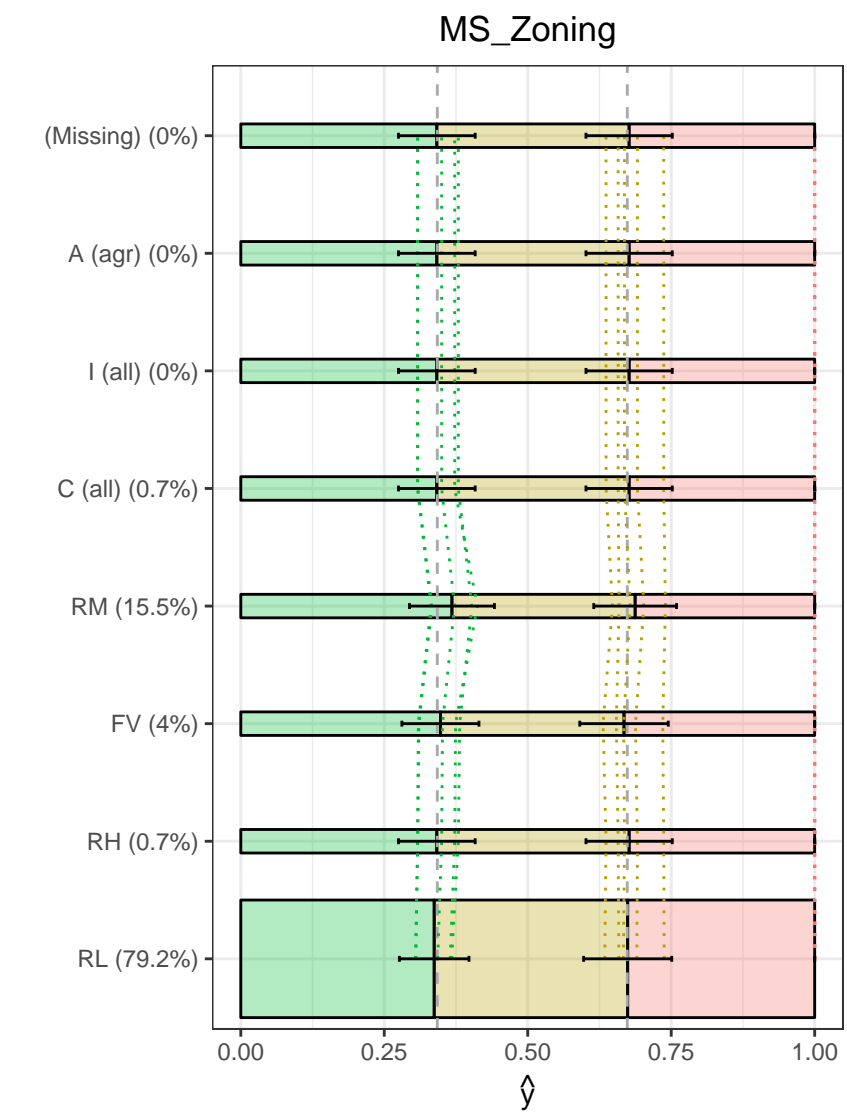 MS_Zoning
(Missing) (0%)
A (agr) (0%)
I (all) (0%)
C (all) (0.7%)
RM (15.5%)
FV (4%)
RH (0.7%)
RL (79.2%)
0.00 0.25 0.50 0.75 1.00
ŷ